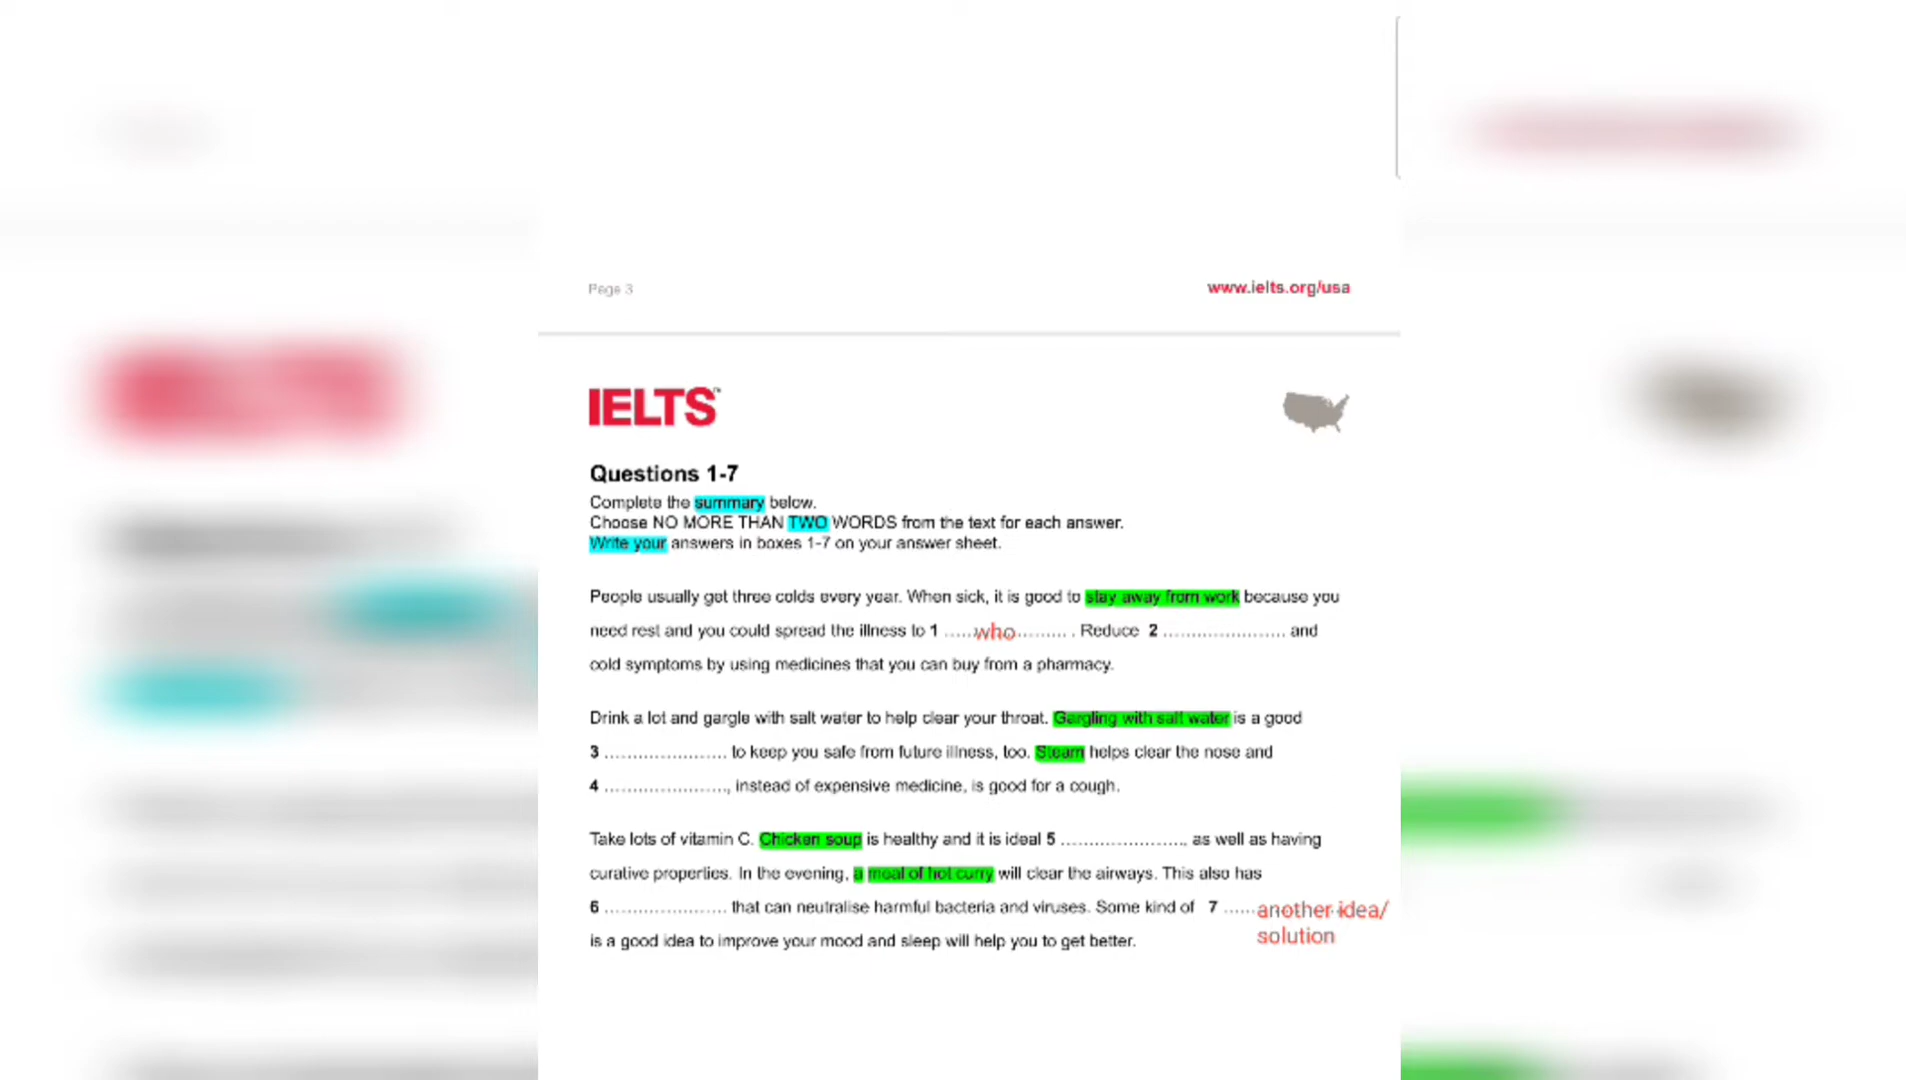 Page 3
www.ielts.org/usa
IELTS™
Questions 1-7
Complete the summary below.
Choose NO MORE THAN TWO WORDS from the text for each answer.
Write your answers in boxes 1-7 on your answer sheet.
People usually get three colds every year. When sick, it is good to stay away from work because you
need rest and you could spread the illness to 1 .....who.......... . Reduce 2 ...................... and
cold symptoms by using medicines that you can buy from a pharmacy.
Drink a lot and gargle with salt water to help clear your throat. Gargling with salt water is a good
3 ...................... to keep you safe from future illness, too. Steam helps clear the nose and
4 ......................, instead of expensive medicine, is good for a cough.
Take lots of vitamin C. Chicken soup is healthy and it is ideal 5 ......................, as well as having
curative properties. In the evening, a meal of hot curry will clear the airways. This also has
6 ...................... that can neutralise harmful bacteria and viruses. Some kind of 7 ......another idea/
solution
is a good idea to improve your mood and sleep will help you to get better.